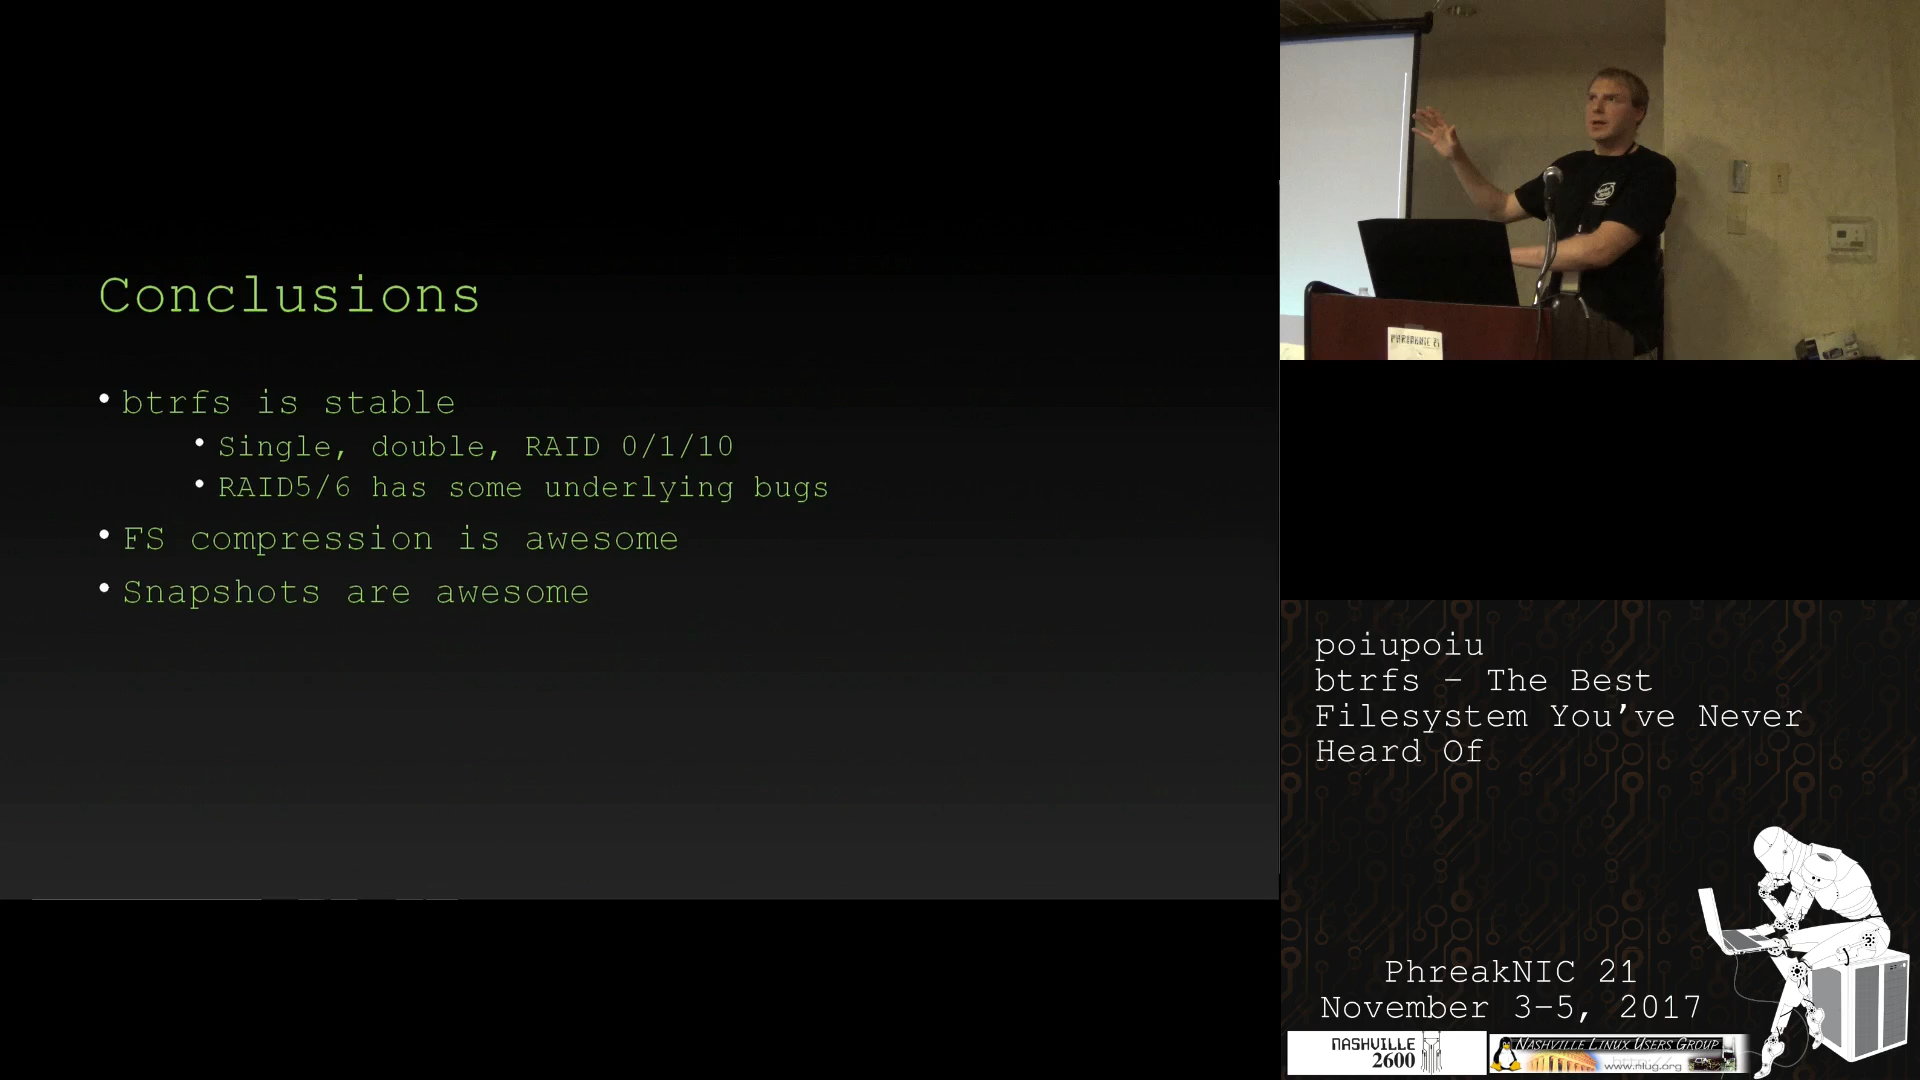 Conclusions
btrfs is stable
Single, double, RAID 0/1/10
RAID5/6 has some underlying bugs
FS compression is awesome
Snapshots are awesome
PHREAKNIC 21
poiupoiu
btrfs – The Best
Filesystem You’ve Never
Heard Of
PhreakNIC 21
November 3–5, 2017
NASHVILLE
2600
NASHVILLE LINUX USERS GROUP
www.nlug.org